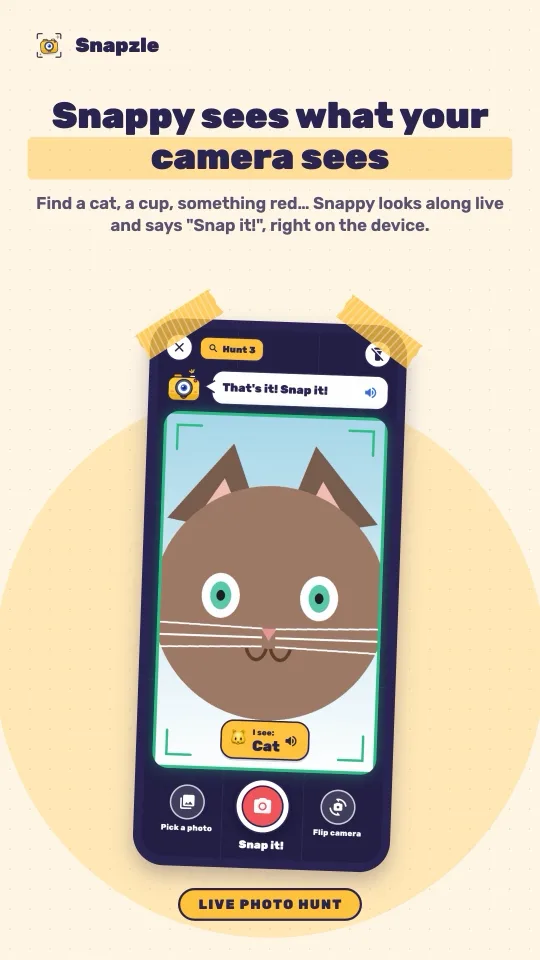 Snapzle
Snappy sees what your
camera sees
Find a cat, a cup, something red... Snappy looks along live
and says "Snap it!", right on the device.
Hunt 3
That's it! Snap it!
I see:
Cat
Pick a photo
Snap it!
Flip camera
LIVE PHOTO HUNT